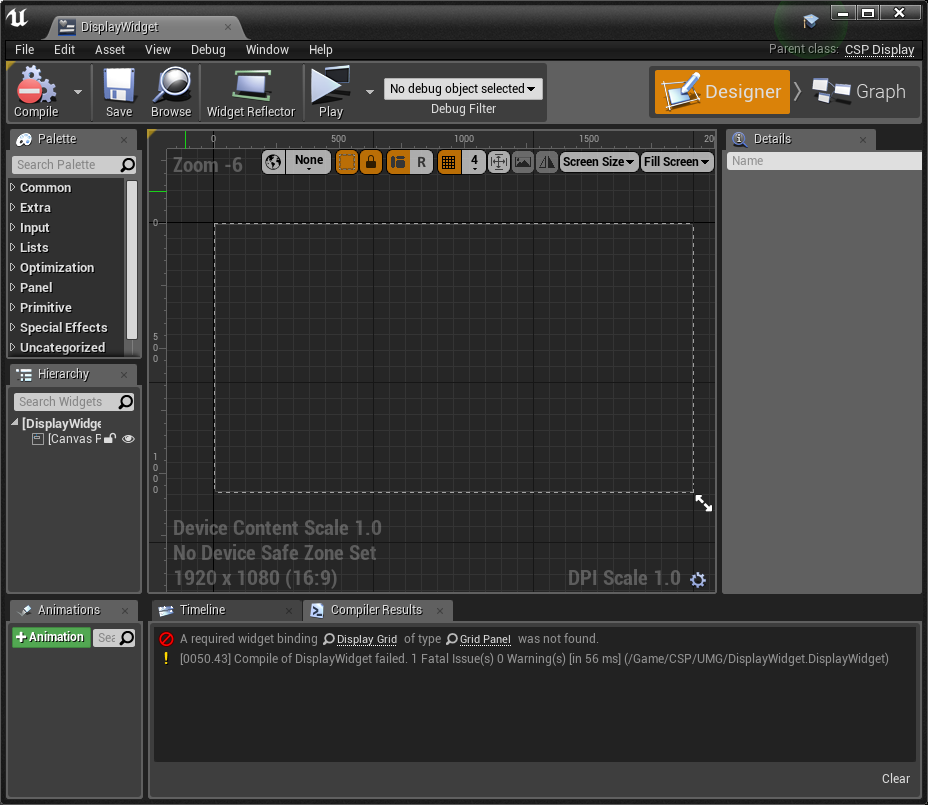 DisplayWidget
File Edit Asset View Debug Window Help
Parent class: CSP Display
Compile
Save
Browse
Widget Reflector
Play
No debug object selected
Debug Filter
Designer
Graph
Palette
Search Palette
Common
Extra
Input
Lists
Optimization
Panel
Primitive
Special Effects
Uncategorized
Hierarchy
Search Widgets
[DisplayWidge
[Canvas P
0 500 1000 1500 20
0
5
0
0
1
0
0
0
Zoom -6
None
R
4
Screen Size
Fill Screen
Device Content Scale 1.0
No Device Safe Zone Set
1920 x 1080 (16:9)
DPI Scale 1.0
Details
Name
Animations
+ Animation
Sea
Timeline
Compiler Results
A required widget binding Display Grid of type Grid Panel was not found.
! [0050.43] Compile of DisplayWidget failed. 1 Fatal Issue(s) 0 Warning(s) [in 56 ms] (/Game/CSP/UMG/DisplayWidget.DisplayWidget)
Clear